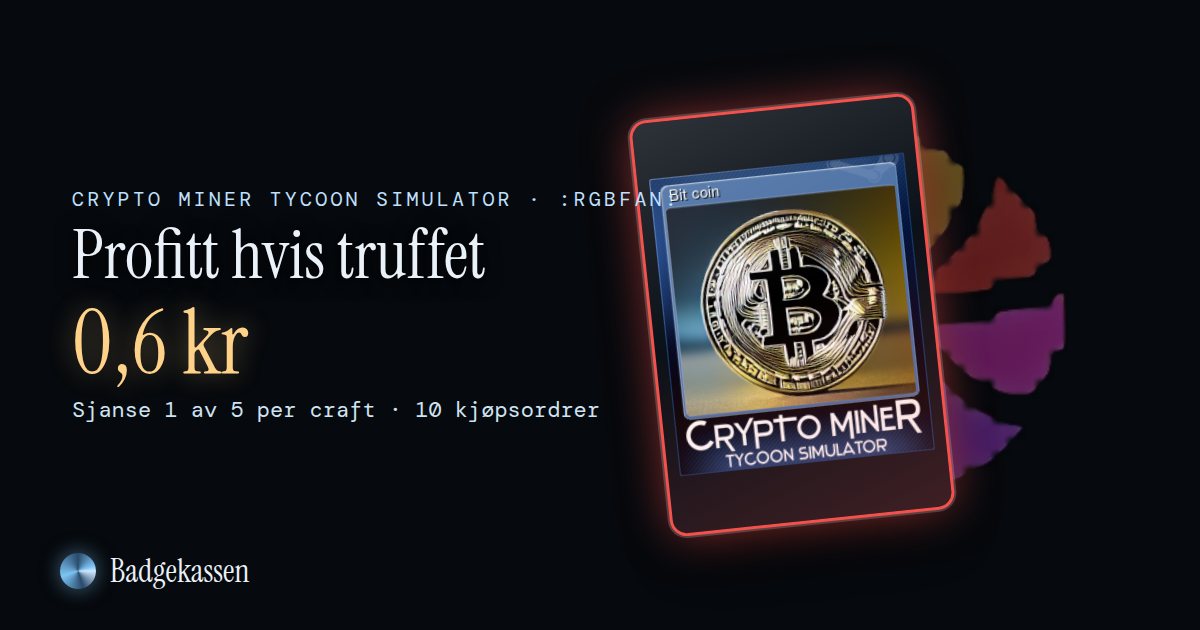 CRYPTO MINER TYCOON SIMULATOR · :RGBFAN:
Profitt hvis truffet
0,6 kr
Sjanse 1 av 5 per craft · 10 kjøpsordrer
Bit coin
CRYPTO MINER
TYCOON SIMULATOR
Badgekassen